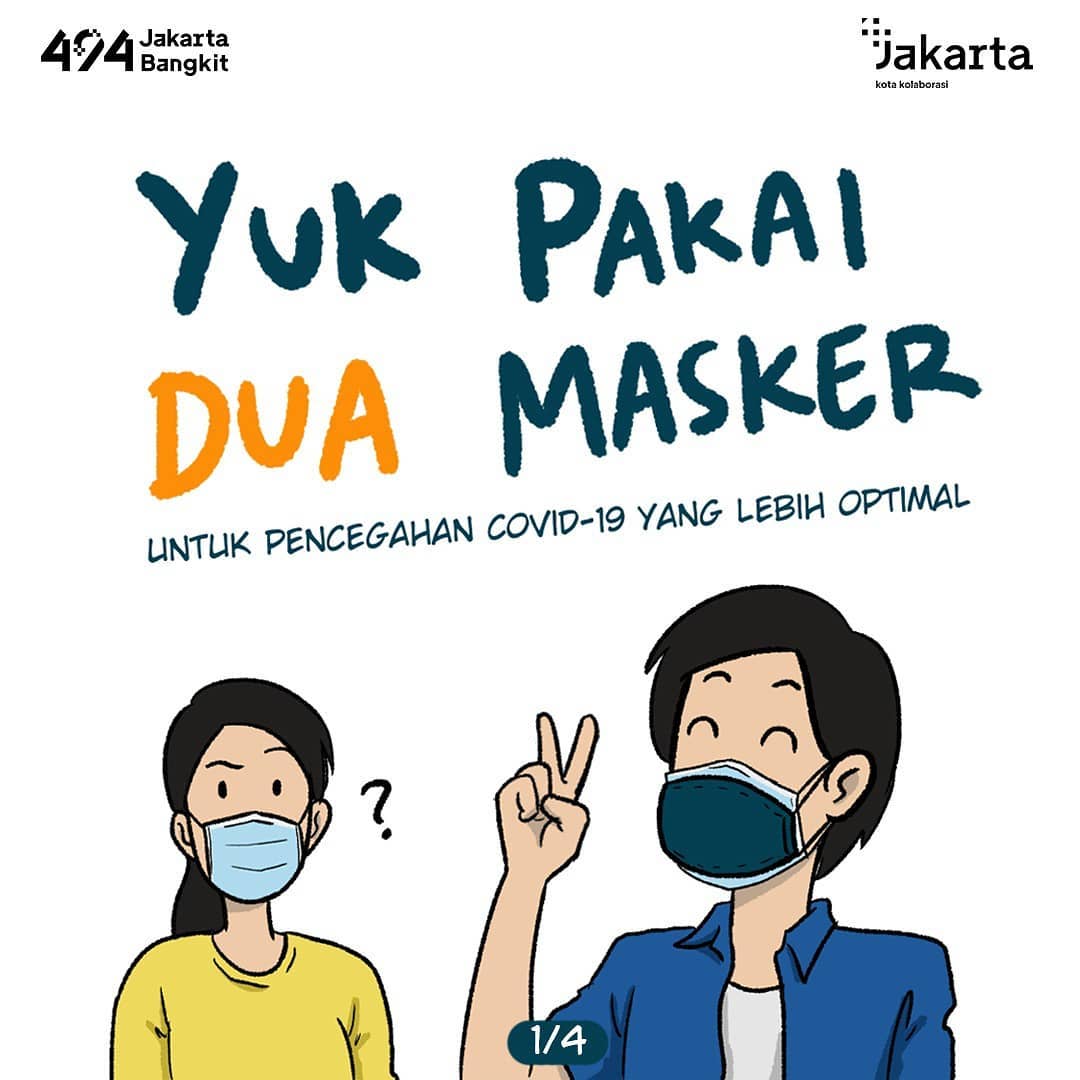 494 Jakarta
Bangkit
Jakarta
kota kolaborasi
YUK PAKAI
DUA MASKER
UNTUK PENCEGAHAN COVID-19 YANG LEBIH OPTIMAL
?
1/4